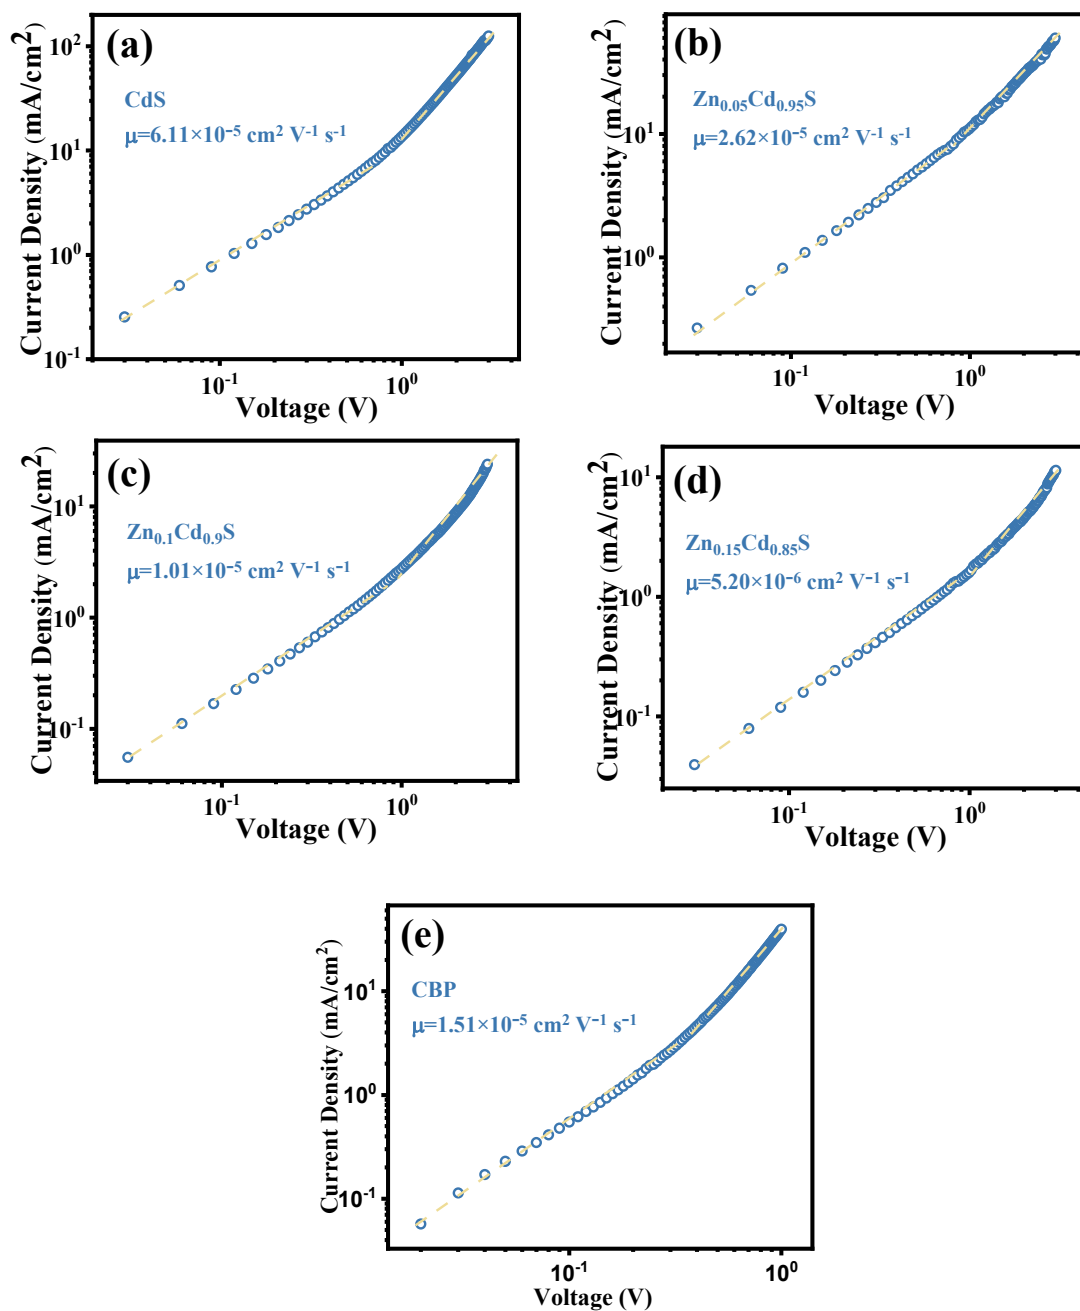 (a)
CdS
μ=6.11×10⁻⁵ cm² V⁻¹ s⁻¹
Current Density (mA/cm²)
10²
10¹
10⁰
10⁻¹
10⁻¹ 10⁰
Voltage (V)
(b)
Zn₀.₀₅Cd₀.₉₅S
μ=2.62×10⁻⁵ cm² V⁻¹ s⁻¹
Current Density (mA/cm²)
10¹
10⁰
10⁻¹ 10⁰
Voltage (V)
(c)
Zn₀.₁Cd₀.₉S
μ=1.01×10⁻⁵ cm² V⁻¹ s⁻¹
Current Density (mA/cm²)
10¹
10⁰
10⁻¹
10⁻¹ 10⁰
Voltage (V)
(d)
Zn₀.₁₅Cd₀.₈₅S
μ=5.20×10⁻⁶ cm² V⁻¹ s⁻¹
Current Density (mA/cm²)
10¹
10⁰
10⁻¹
10⁻¹ 10⁰
Voltage (V)
(e)
CBP
μ=1.51×10⁻⁵ cm² V⁻¹ s⁻¹
Current Density (mA/cm²)
10¹
10⁰
10⁻¹
10⁻¹ 10⁰
Voltage (V)